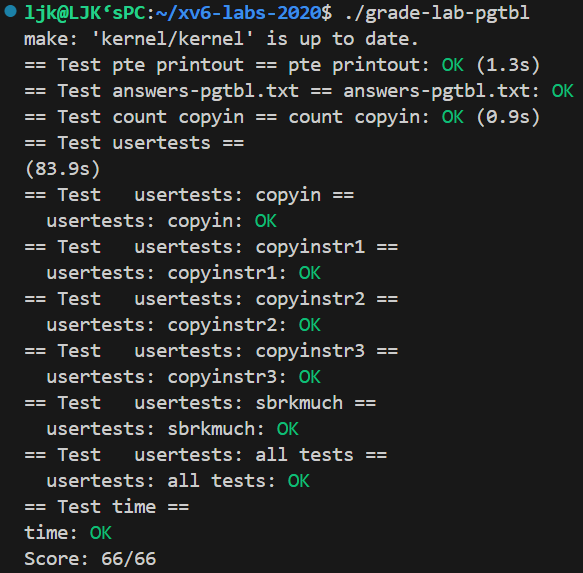 ljk@LJK‘sPC:~/xv6-labs-2020$ ./grade-lab-pgtbl
make: 'kernel/kernel' is up to date.
== Test pte printout == pte printout: OK (1.3s)
== Test answers-pgtbl.txt == answers-pgtbl.txt: OK
== Test count copyin == count copyin: OK (0.9s)
== Test usertests ==
(83.9s)
== Test   usertests: copyin ==
  usertests: copyin: OK
== Test   usertests: copyinstr1 ==
  usertests: copyinstr1: OK
== Test   usertests: copyinstr2 ==
  usertests: copyinstr2: OK
== Test   usertests: copyinstr3 ==
  usertests: copyinstr3: OK
== Test   usertests: sbrkmuch ==
  usertests: sbrkmuch: OK
== Test   usertests: all tests ==
  usertests: all tests: OK
== Test time ==
time: OK
Score: 66/66